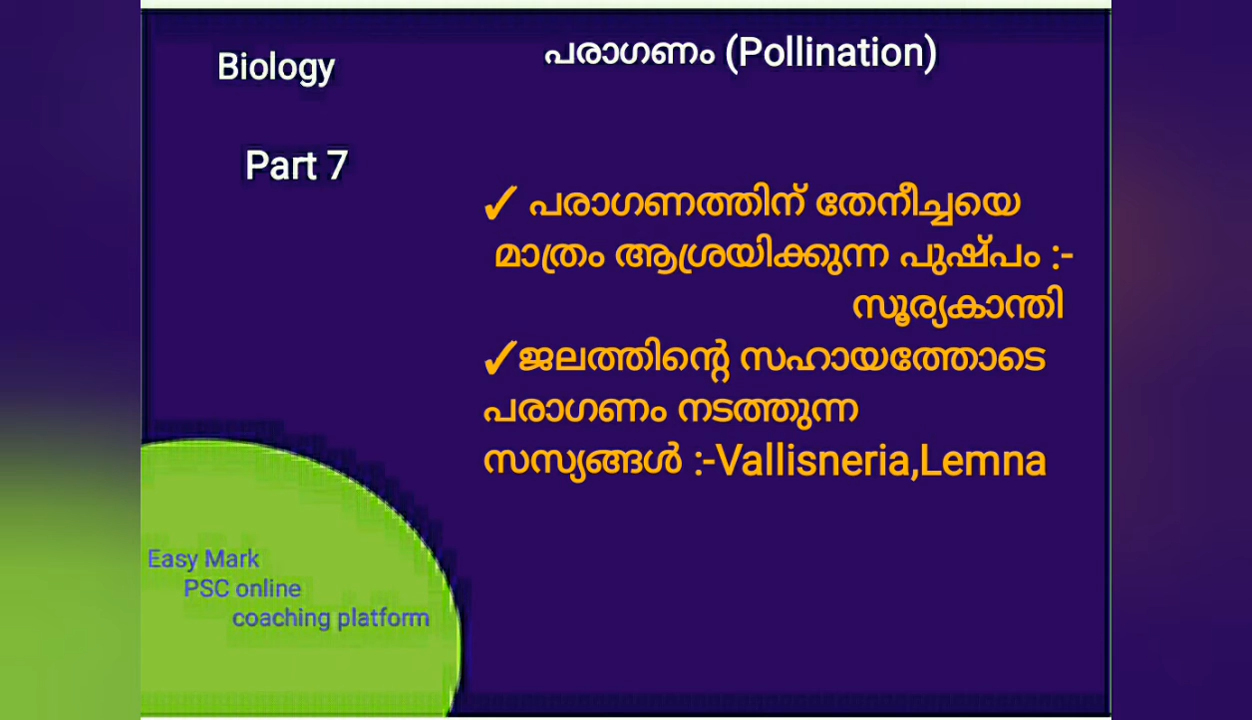 Biology
Part 7
പരാഗണം (Pollination)
✓ പരാഗണത്തിന് തേനീച്ചയെ
മാത്രം ആശ്രയിക്കുന്ന പുഷ്പം :-
സൂര്യകാന്തി
✓ജലത്തിന്റെ സഹായത്തോടെ
പരാഗണം നടത്തുന്ന
സസ്യങ്ങൾ :-Vallisneria,Lemna
Easy Mark
PSC online
coaching platform